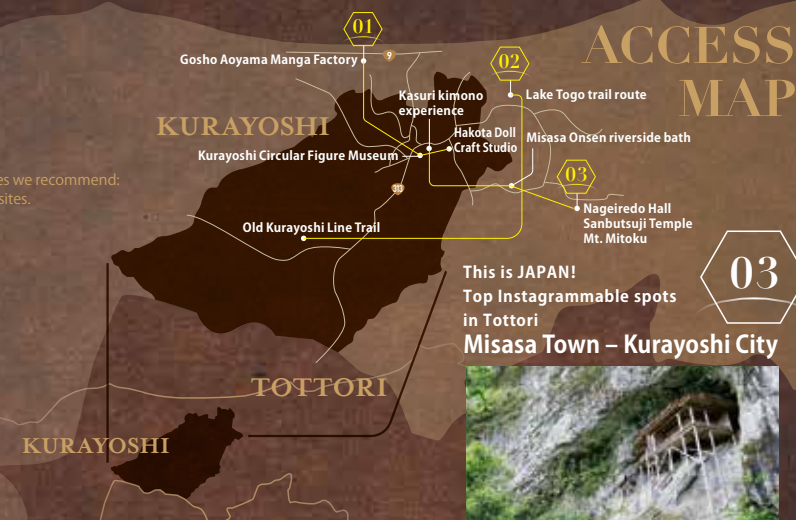 ACCESS
MAP
01
Gosho Aoyama Manga Factory
9
02
Kasuri kimono
experience
Lake Togo trail route
KURAYOSHI
Hakota Doll
Craft Studio
Misasa Onsen riverside bath
Kurayoshi Circular Figure Museum
03
es we recommend:
sites.
313
Nageiredo Hall
Sanbutsuji Temple
Mt. Mitoku
Old Kurayoshi Line Trail
This is JAPAN!
Top Instagrammable spots
in Tottori
Misasa Town – Kurayoshi City
03
TOTTORI
KURAYOSHI